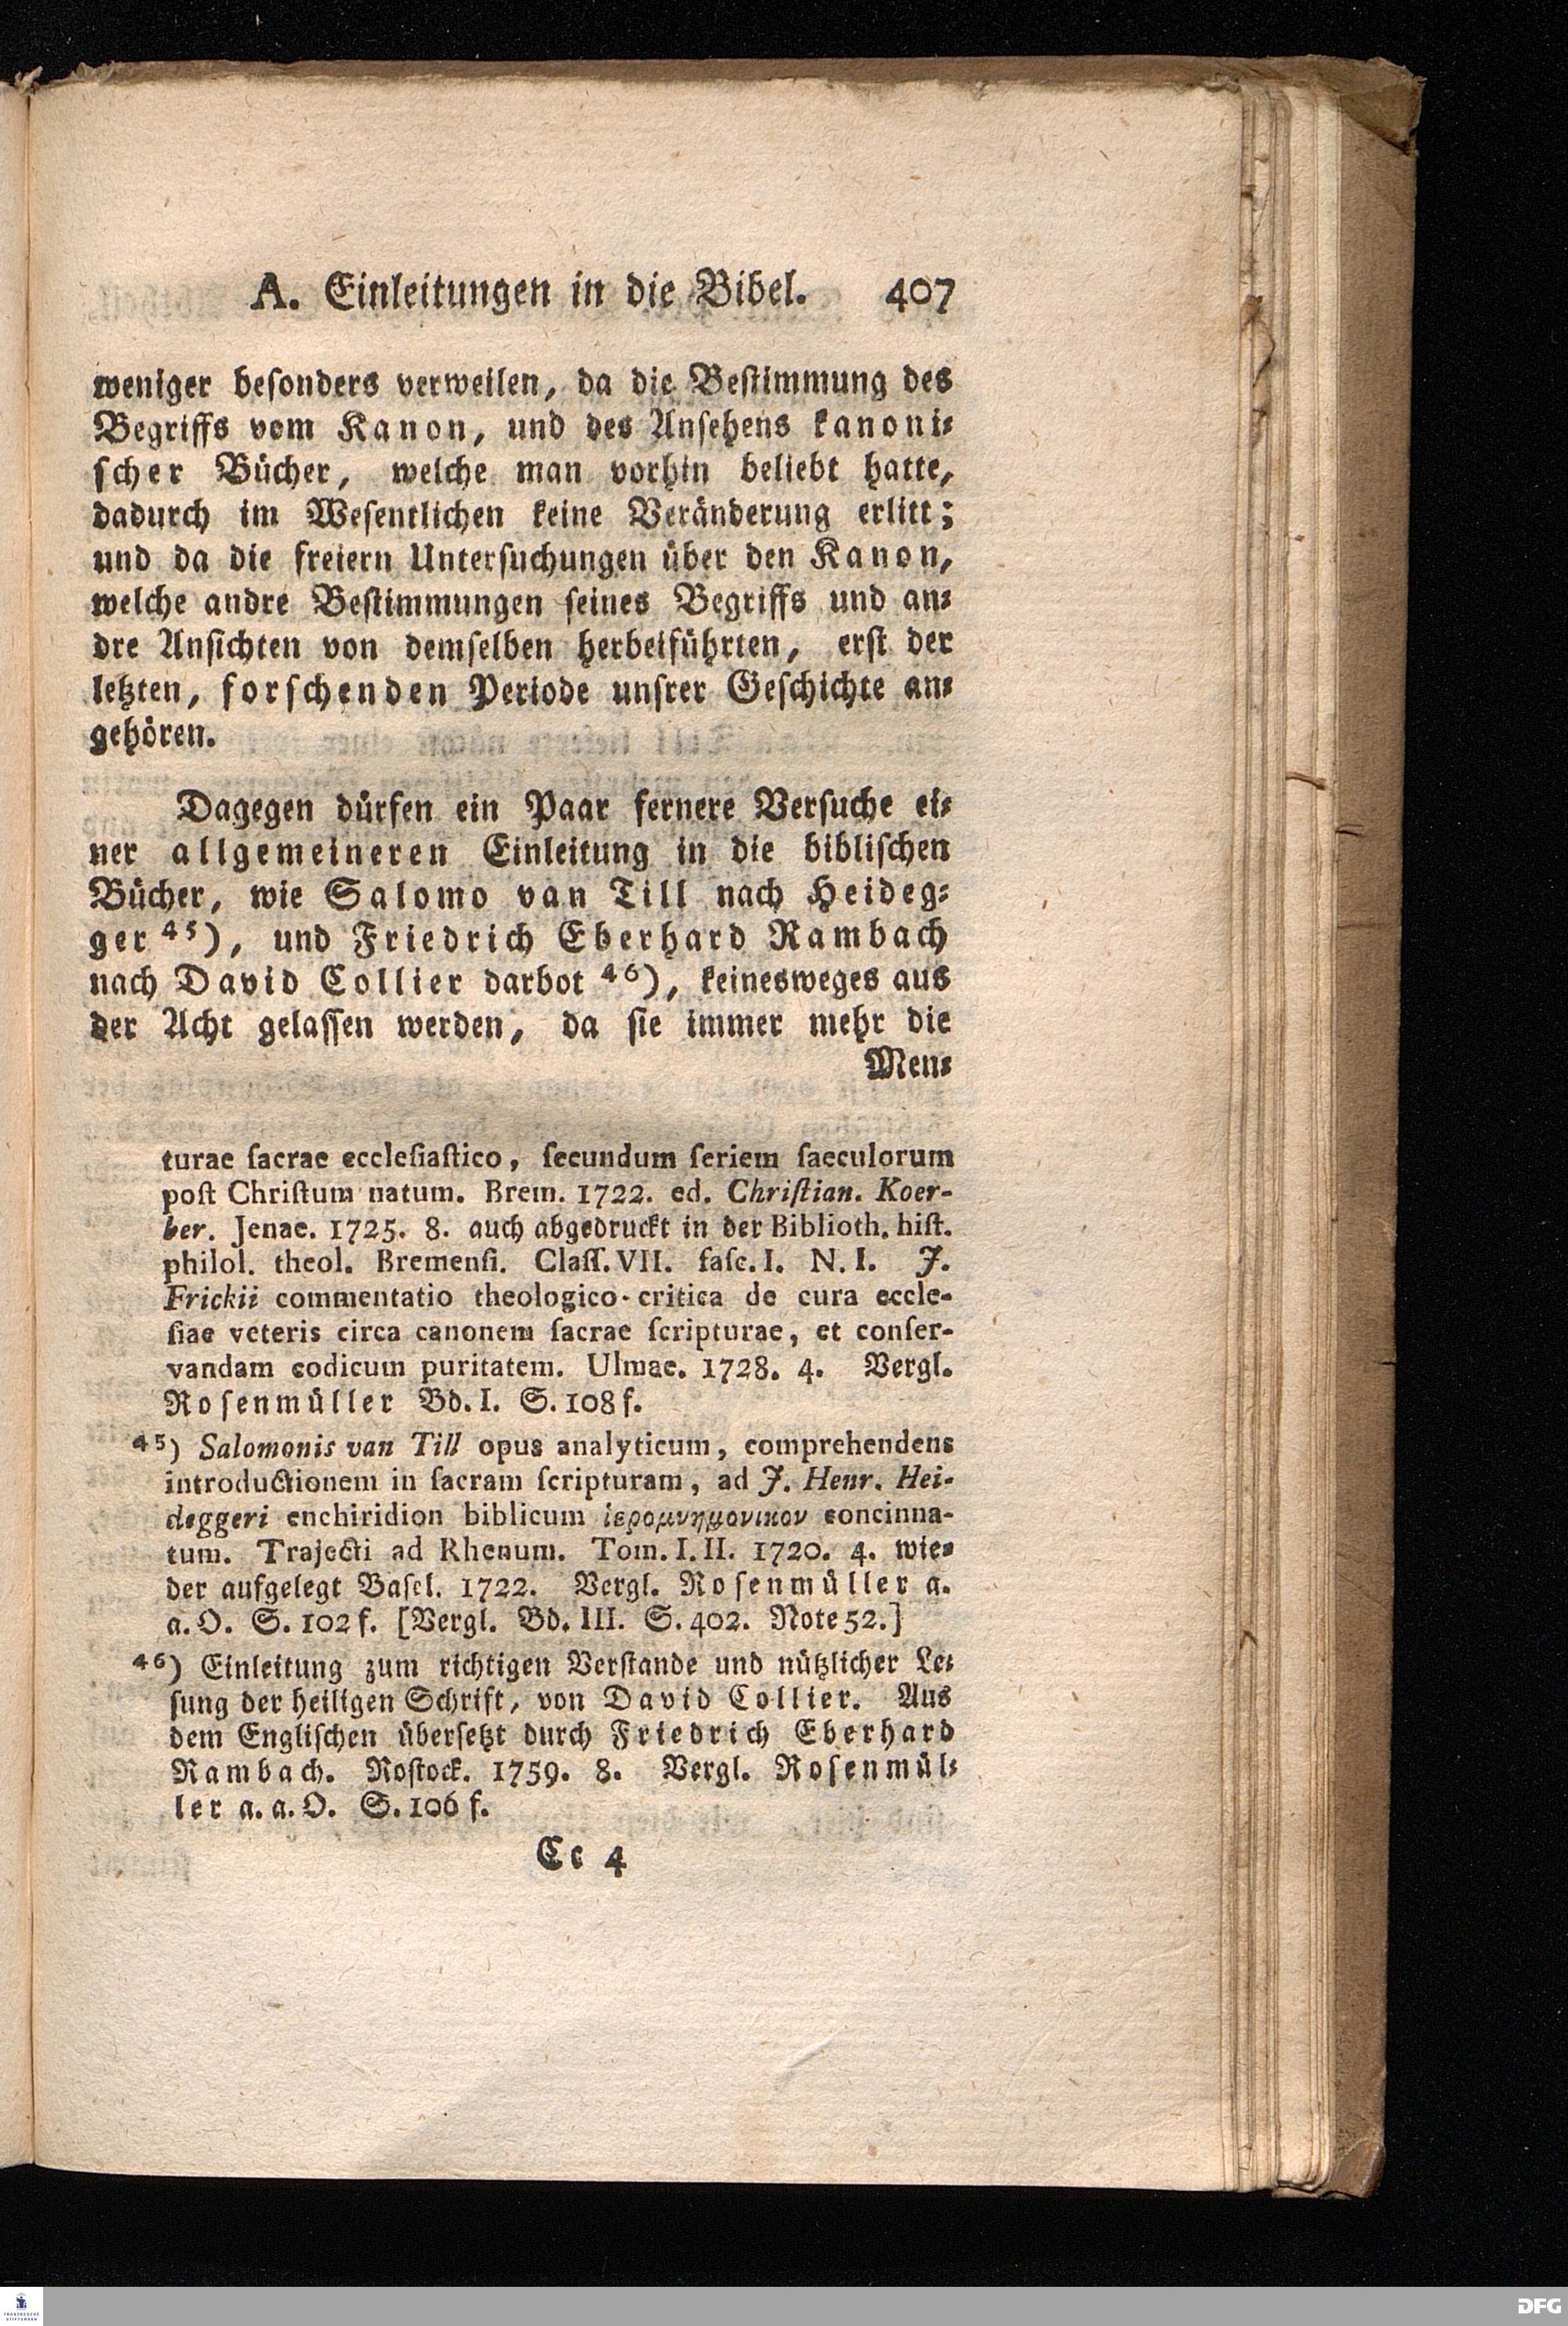 A. Einleitungen in die Bibel. 407
weniger besonders verweilen, da die Bestimmung des
Begriffs vom Kanon, und des Ansehens kanoni-
scher Bücher, welche man vorhin beliebt hatte,
dadurch im Wesentlichen keine Veränderung erlitt;
und da die freiern Untersuchungen über den Kanon,
welche andre Bestimmungen seines Begriffs und an-
dre Ansichten von demselben herbeiführten, erst der
letzten, forschenden Periode unsrer Geschichte an-
gehören.
Dagegen dürfen ein Paar fernere Versuche ei-
ner allgemeineren Einleitung in die biblischen
Bücher, wie Salomo van Till nach Heideg-
ger 45), und Friedrich Eberhard Rambach
nach David Collier darbot 46), keinesweges aus
der Acht gelassen werden, da sie immer mehr die
Men-
turae sacrae ecclesiastico, secundum seriem saeculorum
post Christum natum. Brem. 1722. ed. Christian. Koer-
ber. Jenae. 1725. 8. auch abgedruckt in der Biblioth. hist.
philol. theol. Bremensi. Class. VII. fasc. I. N. I. J.
Frickii commentatio theologico-critica de cura eccle-
siae veteris circa canonem sacrae scripturae, et conser-
vandam codicum puritatem. Ulmae. 1728. 4. Vergl.
Rosenmüller Bd. I. S. 108 f.
45) Salomonis van Till opus analyticum, comprehendens
introductionem in sacram scripturam, ad J. Henr. Hei-
deggeri enchiridion biblicum ἱερομνημονικον concinna-
tum. Trajecti ad Rhenum. Tom. I. II. 1720. 4. wie-
der aufgelegt Basel. 1722. Vergl. Rosenmüller a.
a. O. S. 102 f. [Vergl. Bd. III. S. 402. Note 52.]
46) Einleitung zum richtigen Verstande und nützlicher Le-
sung der heiligen Schrift, von David Collier. Aus
dem Englischen übersetzt durch Friedrich Eberhard
Rambach. Rostock. 1759. 8. Vergl. Rosenmül-
ler a. a. O. S. 106 f.
Cc 4
FRANCKESCHE
STIFTUNGEN
DFG